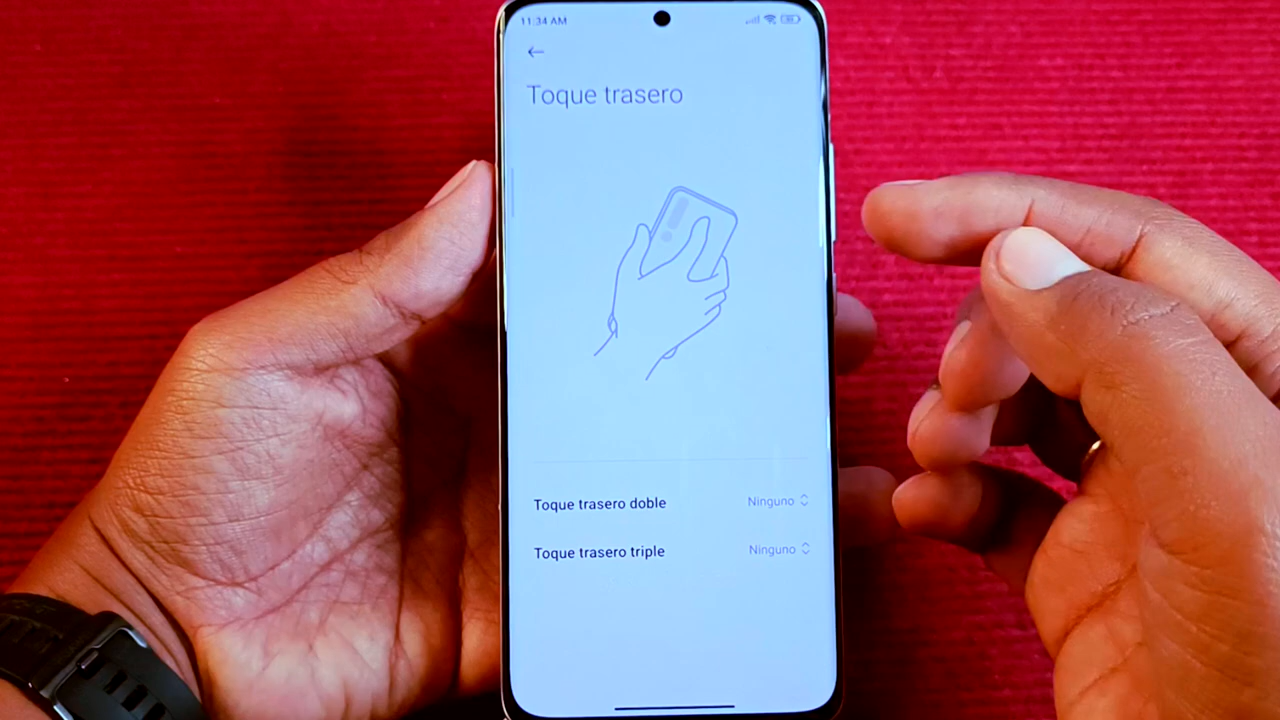 11:34 AM
Toque trasero
Toque trasero doble Ninguno
Toque trasero triple Ninguno